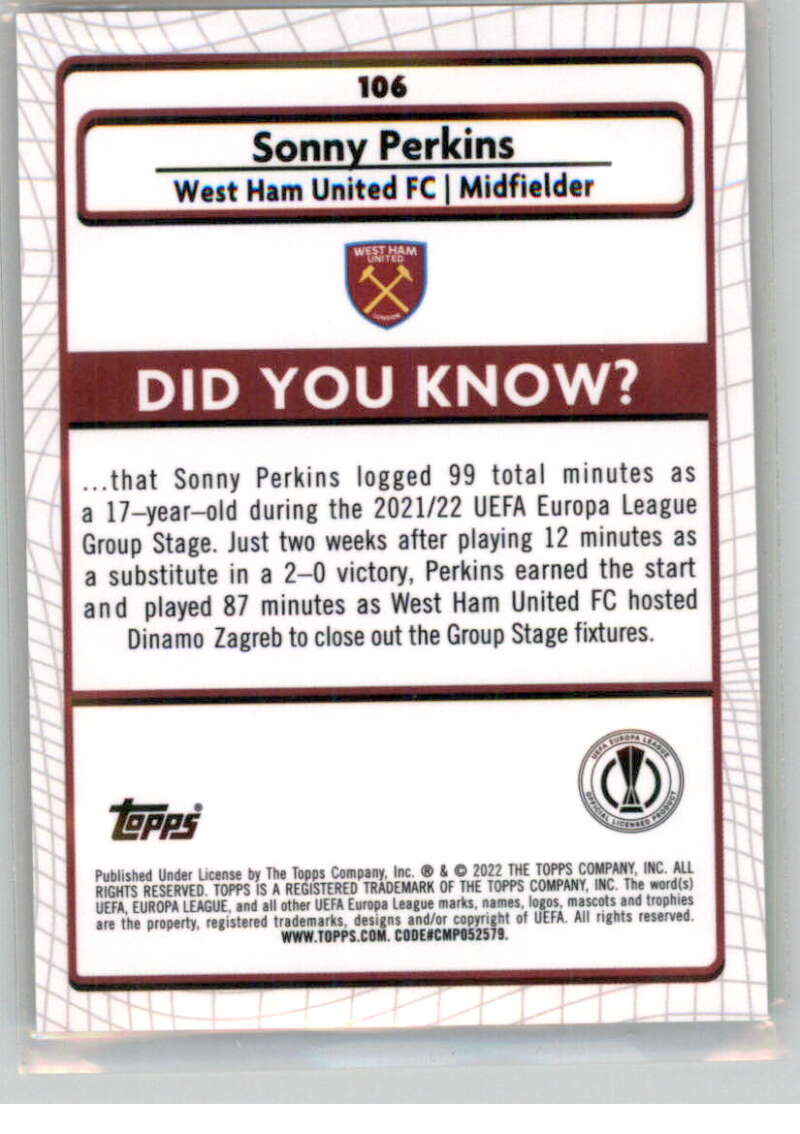 106
Sonny Perkins
West Ham United FC | Midfielder
WEST HAM
UNITED
LONDON
DID YOU KNOW?
...that Sonny Perkins logged 99 total minutes as
a 17–year–old during the 2021/22 UEFA Europa League
Group Stage. Just two weeks after playing 12 minutes as
a substitute in a 2–0 victory, Perkins earned the start
and played 87 minutes as West Ham United FC hosted
Dinamo Zagreb to close out the Group Stage fixtures.
UEFA EUROPA LEAGUE
OFFICIAL LICENSED PRODUCT
topps®
Published Under License by The Topps Company, Inc. ® & © 2022 THE TOPPS COMPANY, INC. ALL
RIGHTS RESERVED. TOPPS IS A REGISTERED TRADEMARK OF THE TOPPS COMPANY, INC. The word(s)
UEFA, EUROPA LEAGUE, and all other UEFA Europa League marks, names, logos, mascots and trophies
are the property, registered trademarks, designs and/or copyright of UEFA. All rights reserved.
WWW.TOPPS.COM. CODE#CMP052579.